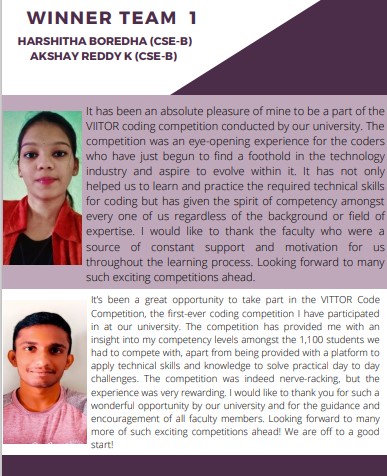 WINNER TEAM 1
HARSHITHA BOREDHA (CSE-B)
AKSHAY REDDY K (CSE-B)
It has been an absolute pleasure of mine to be a part of the
VIITOR coding competition conducted by our university. The
competition was an eye-opening experience for the coders
who have just begun to find a foothold in the technology
industry and aspire to evolve within it. It has not only
helped us to learn and practice the required technical skills
for coding but has given the spirit of competency amongst
every one of us regardless of the background or field of
expertise. I would like to thank the faculty who were a
source of constant support and motivation for us
throughout the learning process. Looking forward to many
such exciting competitions ahead.
It's been a great opportunity to take part in the VITTOR Code
Competition, the first-ever coding competition I have participated
in at our university. The competition has provided me with an
insight into my competency levels amongst the 1,100 students we
had to compete with, apart from being provided with a platform to
apply technical skills and knowledge to solve practical day to day
challenges. The competition was indeed nerve-racking, but the
experience was very rewarding. I would like to thank you for such a
wonderful opportunity by our university and for the guidance and
encouragement of all faculty members. Looking forward to many
more of such exciting competitions ahead! We are off to a good
start!